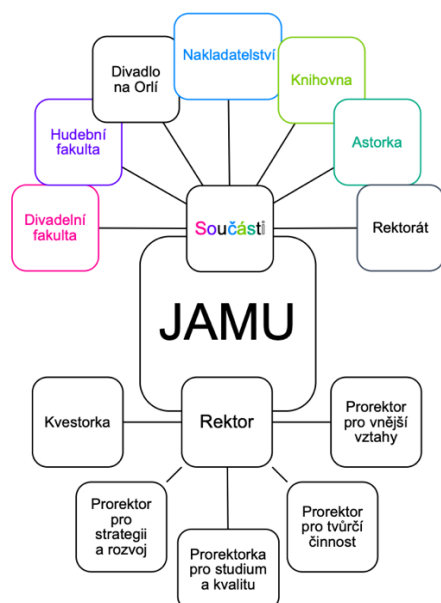 Nakladatelství
Divadlo
na Orlí
Knihovna
Hudební
fakulta
Astorka
Divadelní
fakulta
Součásti
Rektorát
JAMU
Kvestorka
Rektor
Prorektor
pro vnější
vztahy
Prorektor
pro
strategii
a rozvoj
Prorektorka
pro studium
a kvalitu
Prorektor
pro tvůrčí
činnost